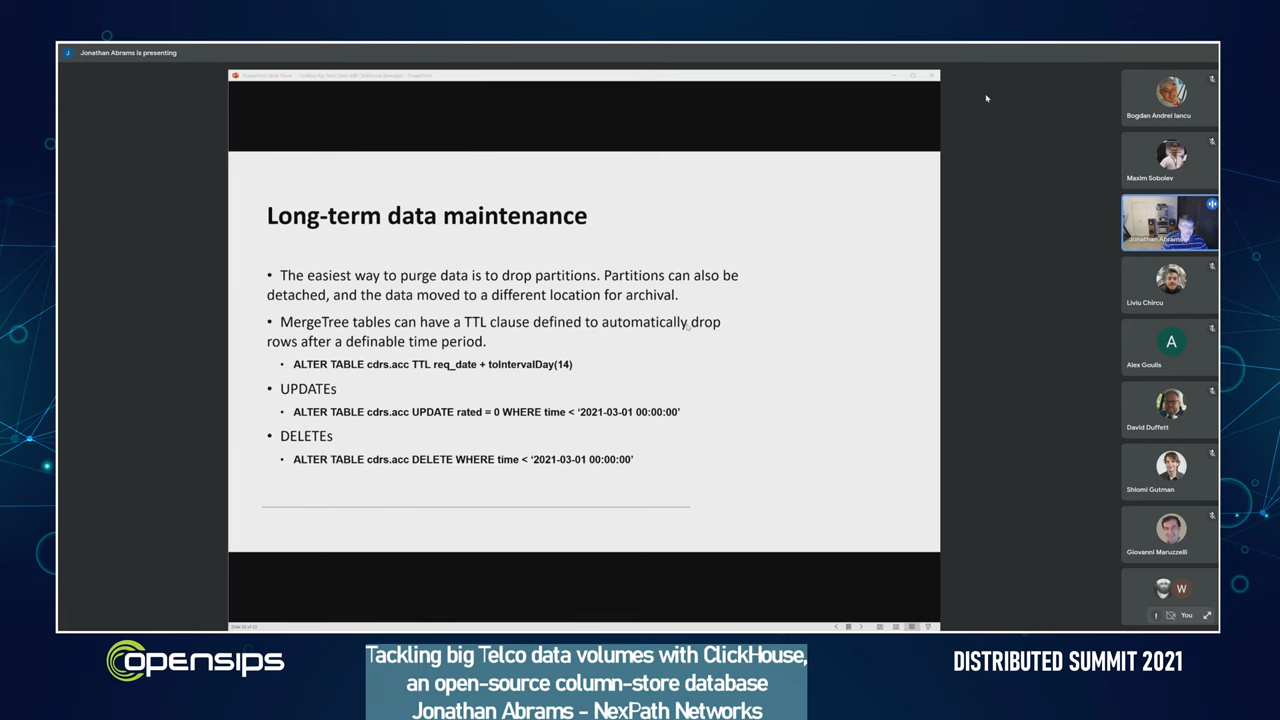 Jonathan Abrams is presenting
Long-term data maintenance
• The easiest way to purge data is to drop partitions. Partitions can also be
detached, and the data moved to a different location for archival.
• MergeTree tables can have a TTL clause defined to automatically drop
rows after a definable time period.
• ALTER TABLE cdrs.acc TTL req_date + toIntervalDay(14)
• UPDATEs
• ALTER TABLE cdrs.acc UPDATE rated = 0 WHERE time < ‘2021-03-01 00:00:00’
• DELETEs
• ALTER TABLE cdrs.acc DELETE WHERE time < ‘2021-03-01 00:00:00’
Bogdan Andrei Iancu
Maxim Sobolev
Jonathan Abrams
Liviu Chircu
A
Alex Goulis
David Duffett
Shlomi Gutman
Giovanni Maruzzelli
W
You
OPENSIPS
Tackling big Telco data volumes with ClickHouse,
an open-source column-store database
Jonathan Abrams - NexPath Networks
DISTRIBUTED SUMMIT 2021